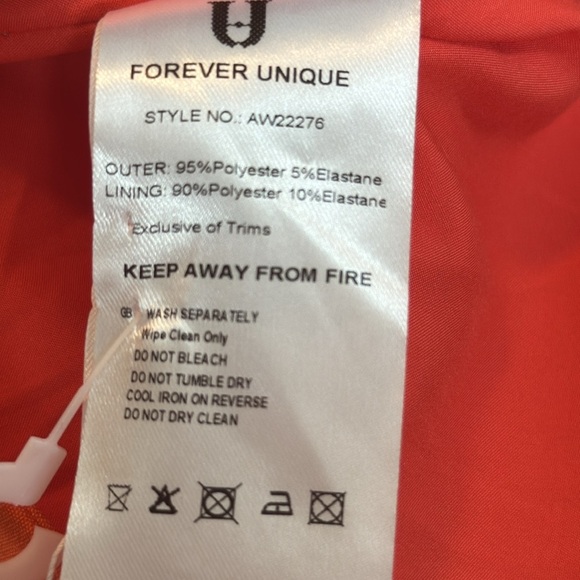 FOREVER UNIQUE
STYLE NO.: AW22276
OUTER: 95%Polyester 5%Elastane
LINING: 90%Polyester 10%Elastane
Exclusive of Trims
KEEP AWAY FROM FIRE
GB WASH SEPARATELY
Wipe Clean Only
DO NOT BLEACH
DO NOT TUMBLE DRY
COOL IRON ON REVERSE
DO NOT DRY CLEAN